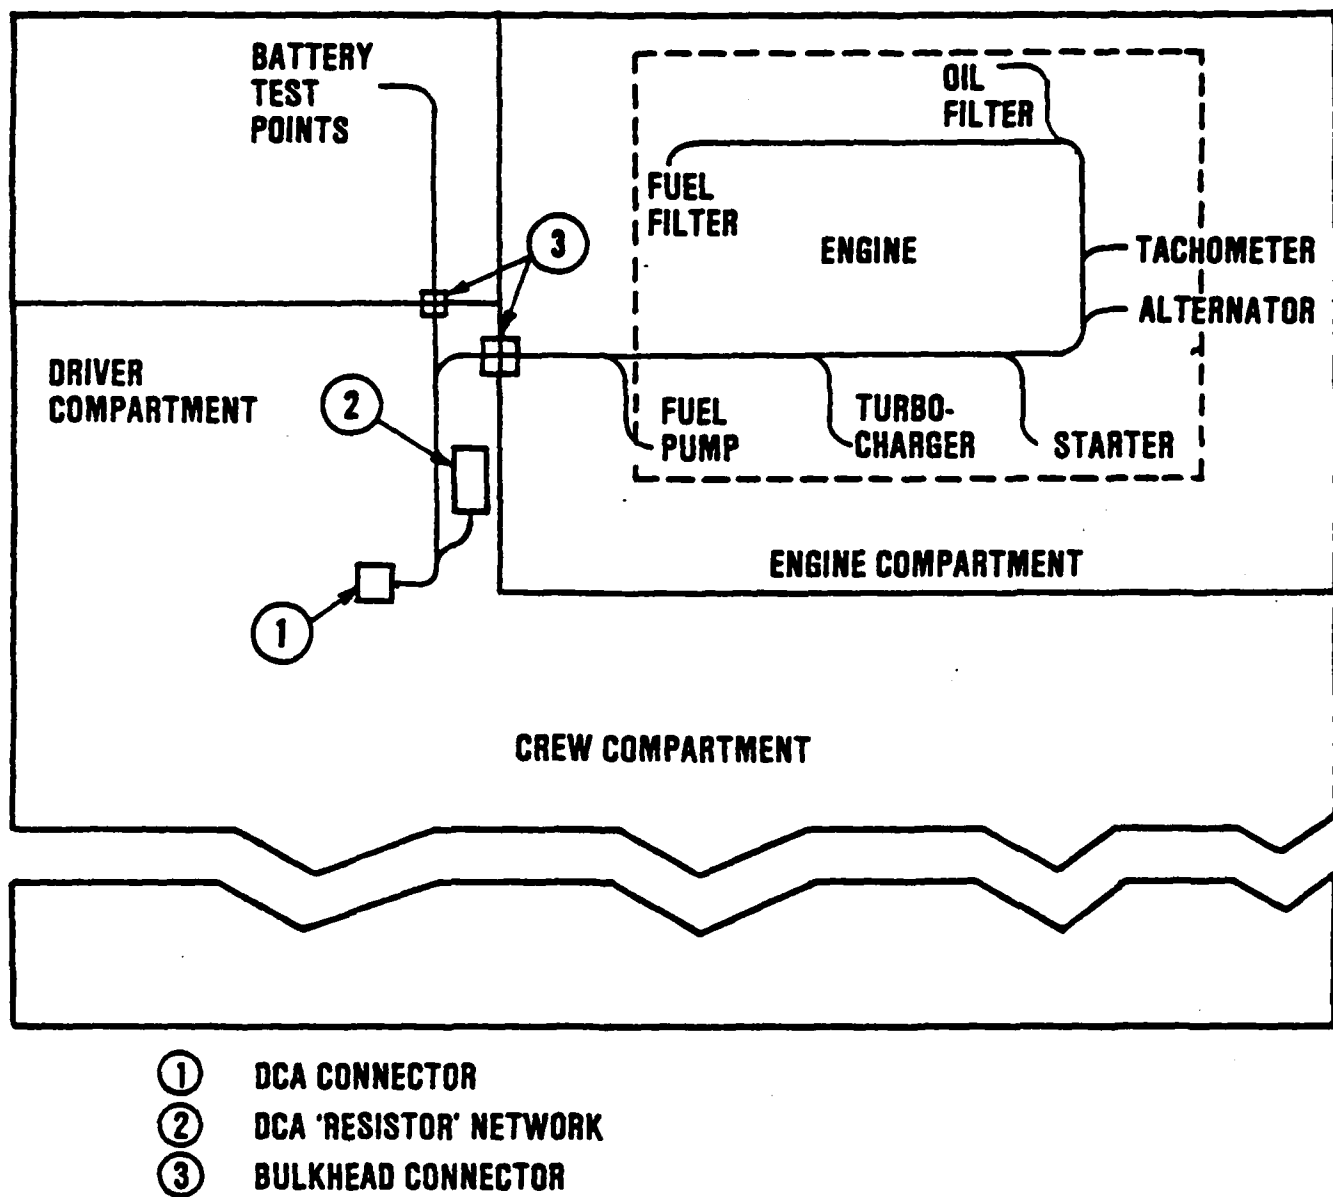 BATTERY
TEST
POINTS
OIL
FILTER
FUEL
FILTER
3
ENGINE
TACHOMETER
ALTERNATOR
DRIVER
COMPARTMENT
2
FUEL
PUMP
TURBO-
CHARGER
STARTER
ENGINE COMPARTMENT
1
CREW COMPARTMENT
1 DCA CONNECTOR
2 DCA 'RESISTOR' NETWORK
3 BULKHEAD CONNECTOR